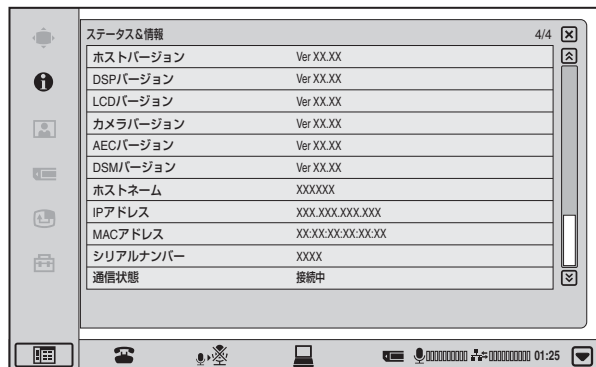 ステータス&情報 4/4
ホストバージョン Ver XX.XX
DSPバージョン Ver XX.XX
LCDバージョン Ver XX.XX
カメラバージョン Ver XX.XX
AECバージョン Ver XX.XX
DSMバージョン Ver XX.XX
ホストネーム XXXXXX
IPアドレス XXX.XXX.XXX.XXX
MACアドレス XX:XX:XX:XX:XX:XX
シリアルナンバー XXXX
通信状態 接続中
01:25